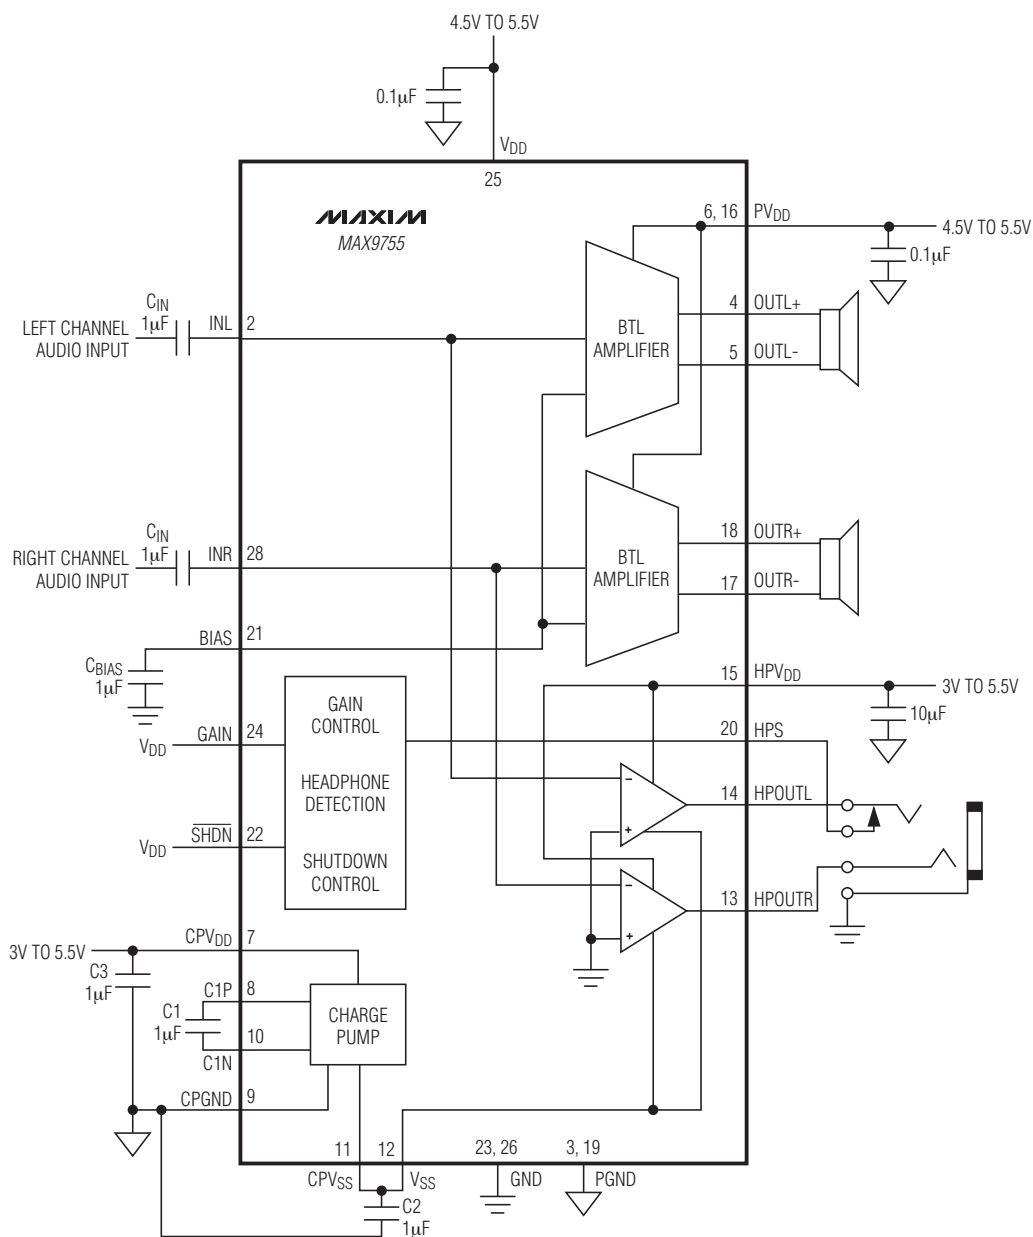 4.5V TO 5.5V
0.1μF
VDD
25
MAXIM
MAX9755
6, 16 PVDD
4.5V TO 5.5V
0.1μF
CIN
1μF
LEFT CHANNEL
AUDIO INPUT
INL 2
BTL
AMPLIFIER
4 OUTL+
5 OUTL-
CIN
1μF
RIGHT CHANNEL
AUDIO INPUT
INR 28
BTL
AMPLIFIER
18 OUTR+
17 OUTR-
BIAS 21
CBIAS
1μF
15 HPVDD
3V TO 5.5V
10μF
GAIN
CONTROL
HEADPHONE
DETECTION
SHUTDOWN
CONTROL
VDD GAIN 24
20 HPS
VDD S̅H̅D̅N̅ 22
−
+
14 HPOUTL
−
+
13 HPOUTR
3V TO 5.5V
CPVDD 7
C3
1μF
C1P 8
C1
1μF
10
C1N
CHARGE
PUMP
CPGND 9
11 12
CPVSS VSS
23, 26
GND
3, 19
PGND
C2
1μF